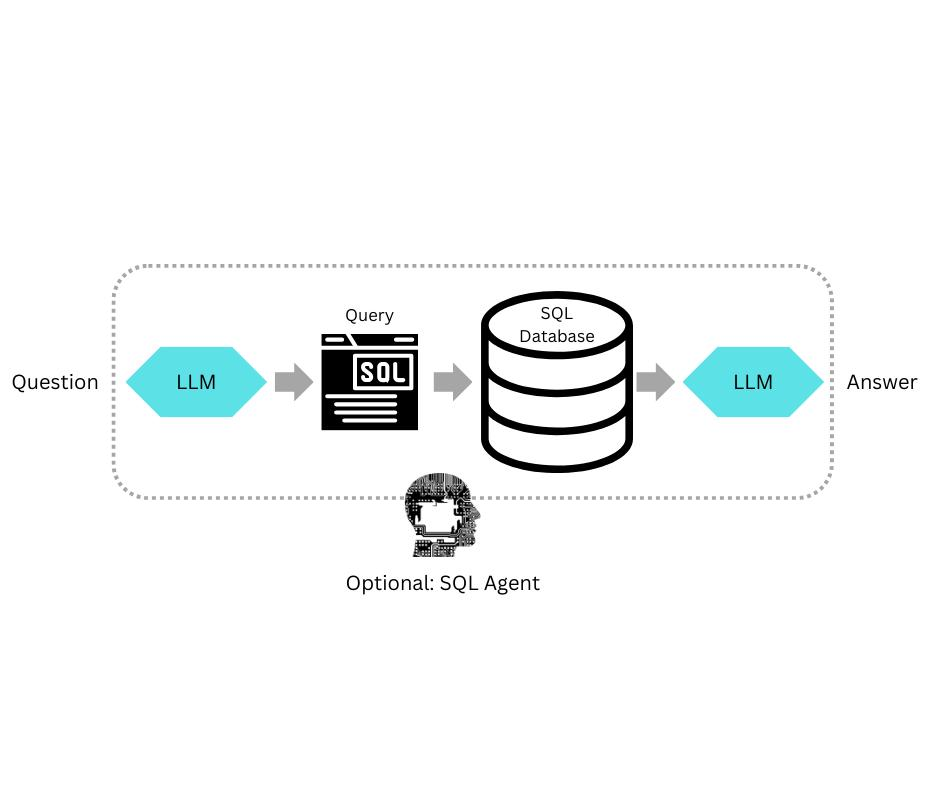 Query
SQL
Database
SQL
Question
LLM
LLM
Answer
Optional: SQL Agent